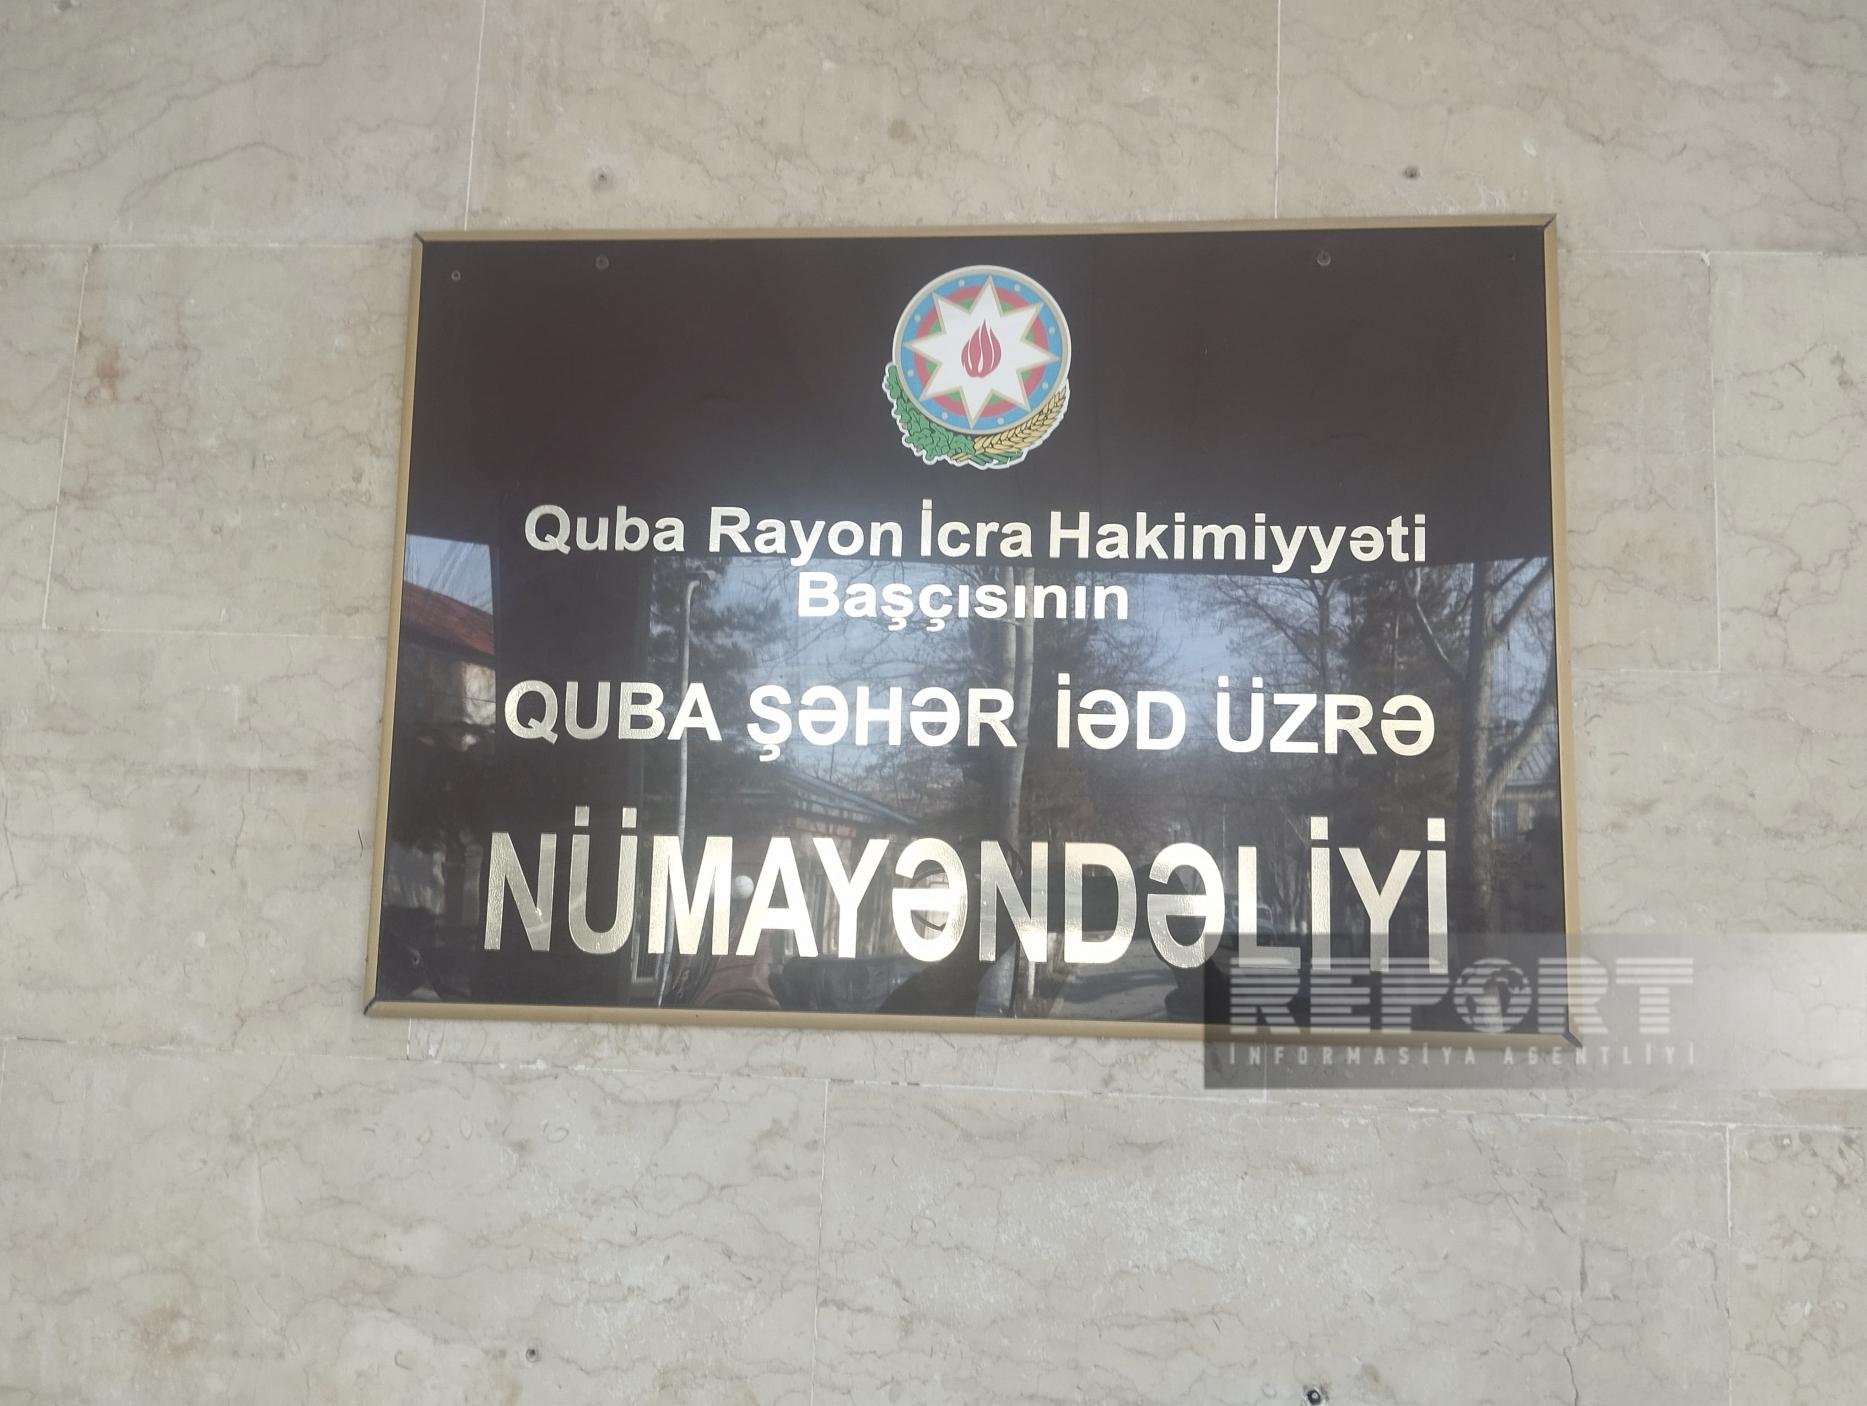 Quba Rayon İcra Hakimiyyəti
Başçısının
QUBA ŞƏHƏR İƏD ÜZRƏ
NÜMAYƏNDƏLİYİ
REPORT
İNFORMASİYA AGENTLİYİ